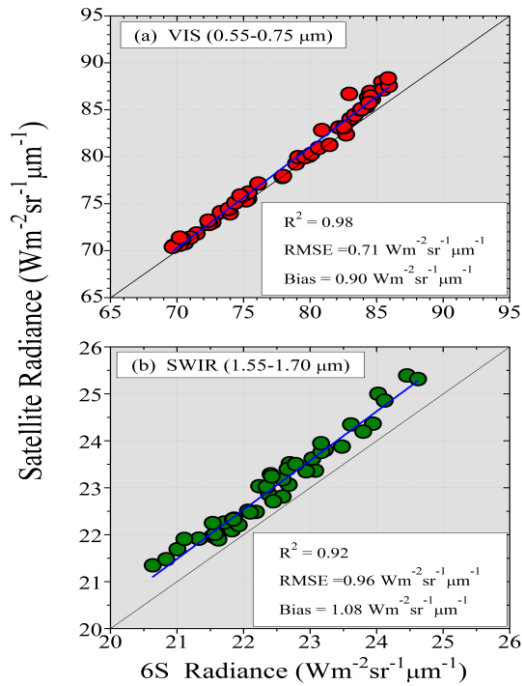 Satellite Radiance (Wm⁻²sr⁻¹μm⁻¹)
95
90
85
80
75
70
65
(a) VIS (0.55-0.75 μm)
R² = 0.98
RMSE =0.71 Wm⁻²sr⁻¹μm⁻¹
Bias = 0.90 Wm⁻²sr⁻¹μm⁻¹
65 70 75 80 85 90 95
26
25
24
23
22
21
20
(b) SWIR (1.55-1.70 μm)
R² = 0.92
RMSE =0.96 Wm⁻²sr⁻¹μm⁻¹
Bias = 1.08 Wm⁻²sr⁻¹μm⁻¹
20 21 22 23 24 25 26
6S Radiance (Wm⁻²sr⁻¹μm⁻¹)